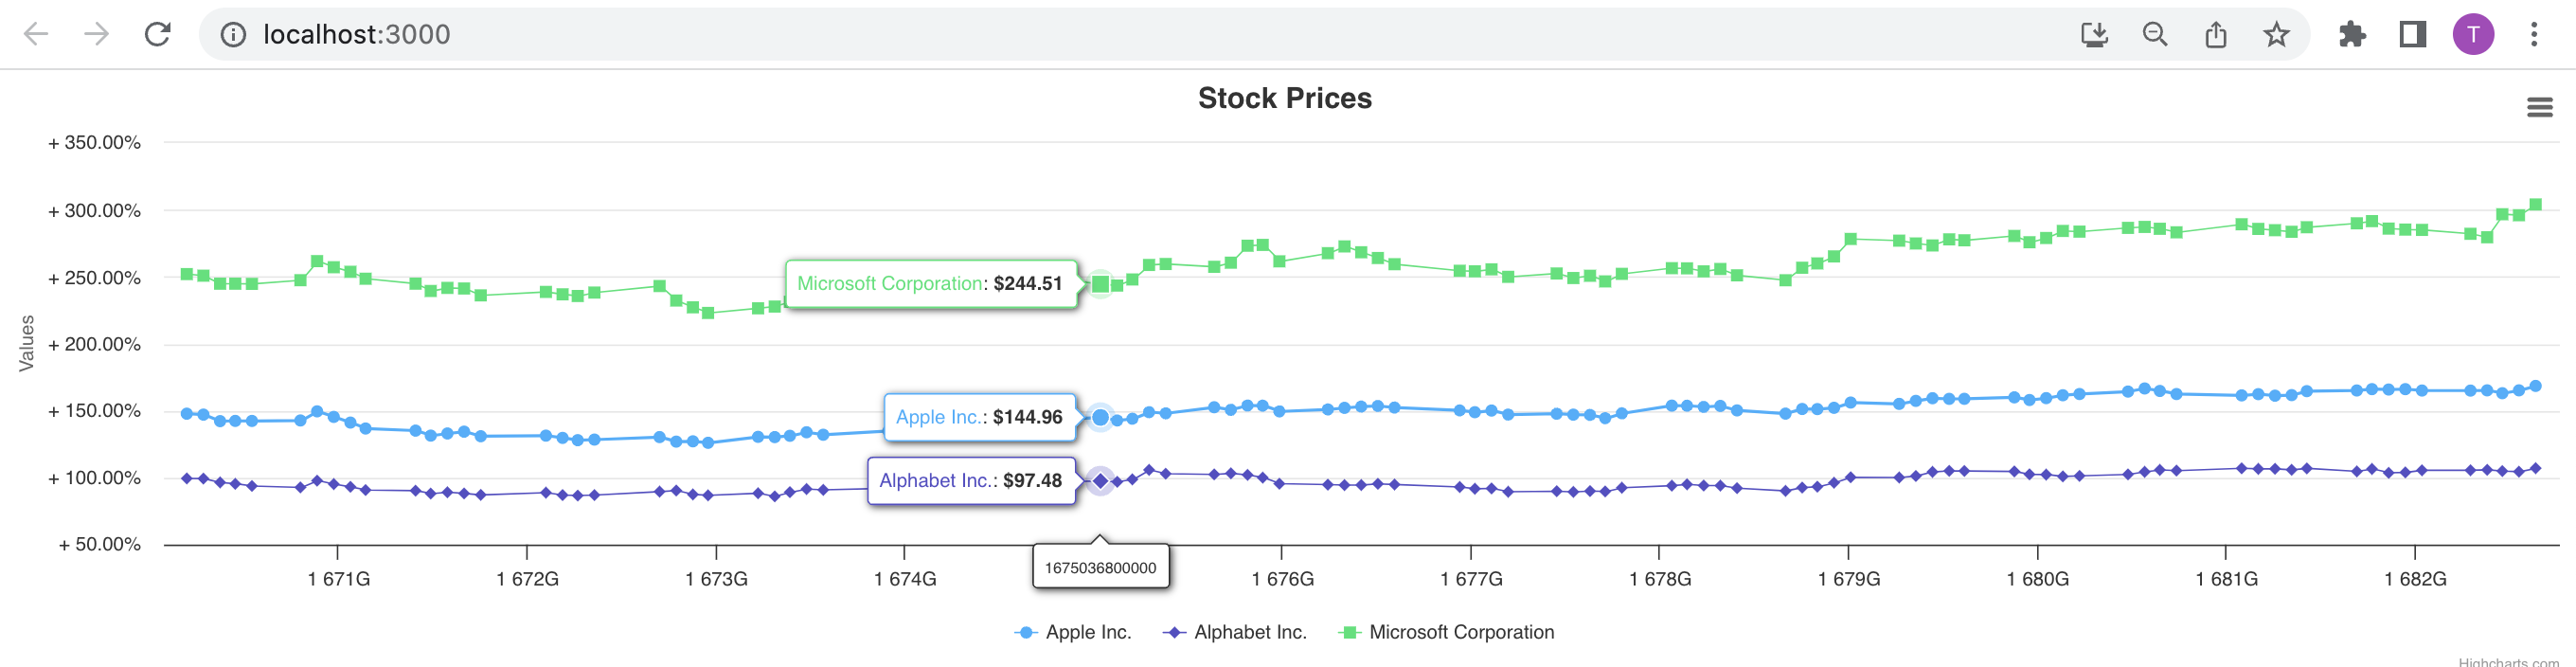 localhost:3000
T
Stock Prices
+ 350.00%
+ 300.00%
+ 250.00%
+ 200.00%
+ 150.00%
+ 100.00%
+ 50.00%
Values
Microsoft Corporation: $244.51
Apple Inc.: $144.96
Alphabet Inc.: $97.48
1675036800000
1 671G
1 672G
1 673G
1 674G
1 676G
1 677G
1 678G
1 679G
1 680G
1 681G
1 682G
Apple Inc.
Alphabet Inc.
Microsoft Corporation
Highcharts.com